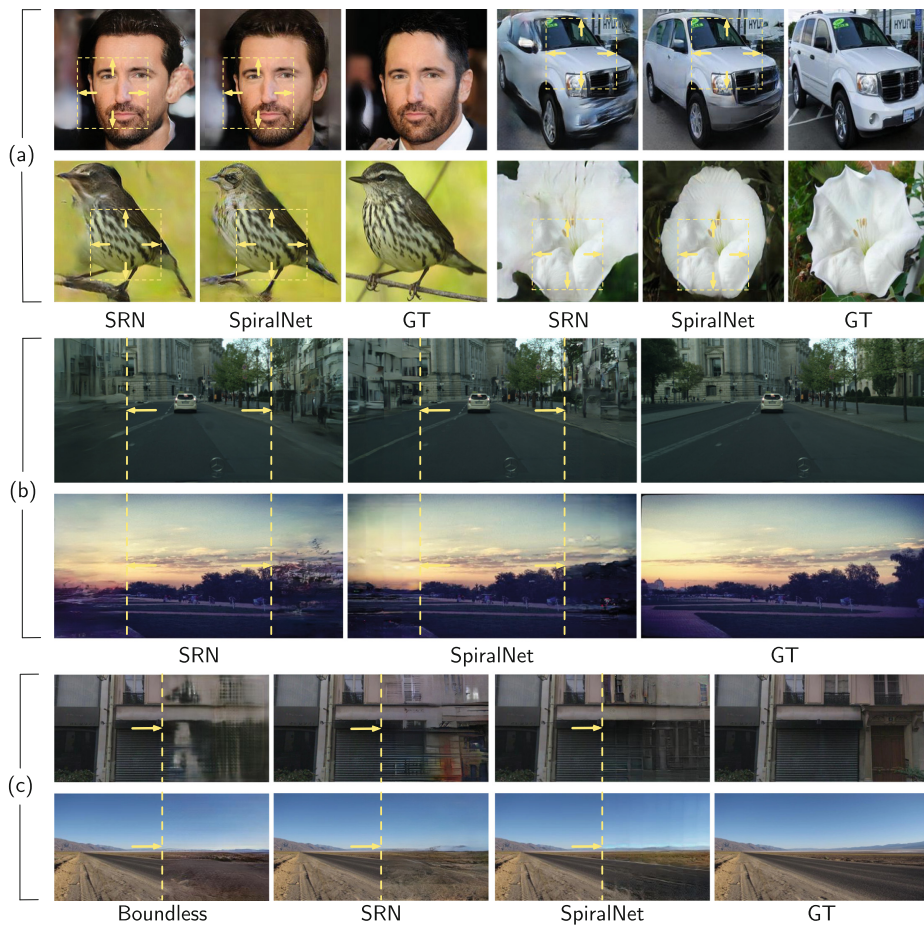 (a)
SRN SpiralNet GT SRN SpiralNet GT
(b)
SRN SpiralNet GT
(c)
Boundless SRN SpiralNet GT